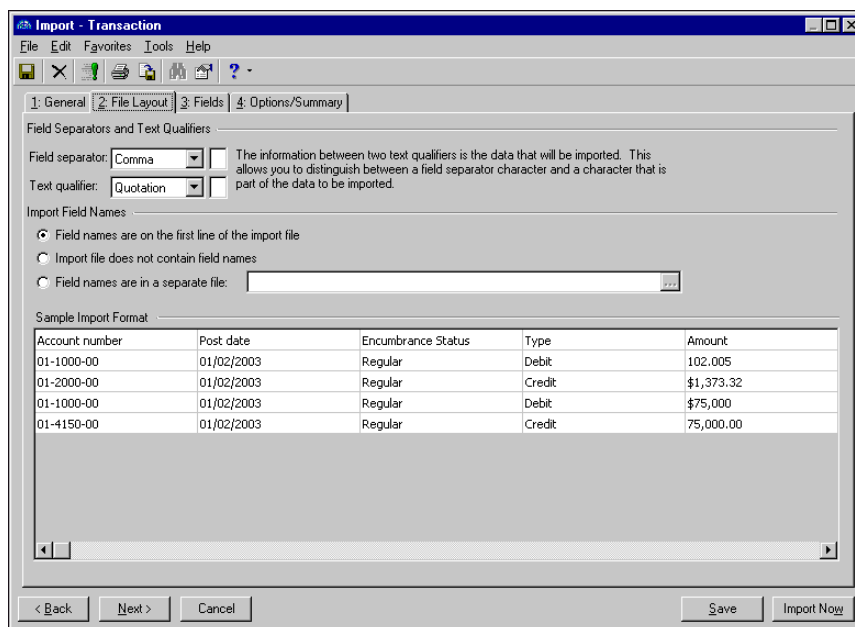 Import - Transaction
File Edit Favorites Tools Help
?
1: General 2: File Layout 3: Fields 4: Options/Summary
Field Separators and Text Qualifiers
Field separator: Comma
The information between two text qualifiers is the data that will be imported. This
allows you to distinguish between a field separator character and a character that is
Text qualifier: Quotation
part of the data to be imported.
Import Field Names
Field names are on the first line of the import file
Import file does not contain field names
Field names are in a separate file: ...
Sample Import Format
Account number Post date Encumbrance Status Type Amount
01-1000-00 01/02/2003 Regular Debit 102.005
01-2000-00 01/02/2003 Regular Credit $1,373.32
01-1000-00 01/02/2003 Regular Debit $75,000
01-4150-00 01/02/2003 Regular Credit 75,000.00
< Back Next > Cancel Save Import Now